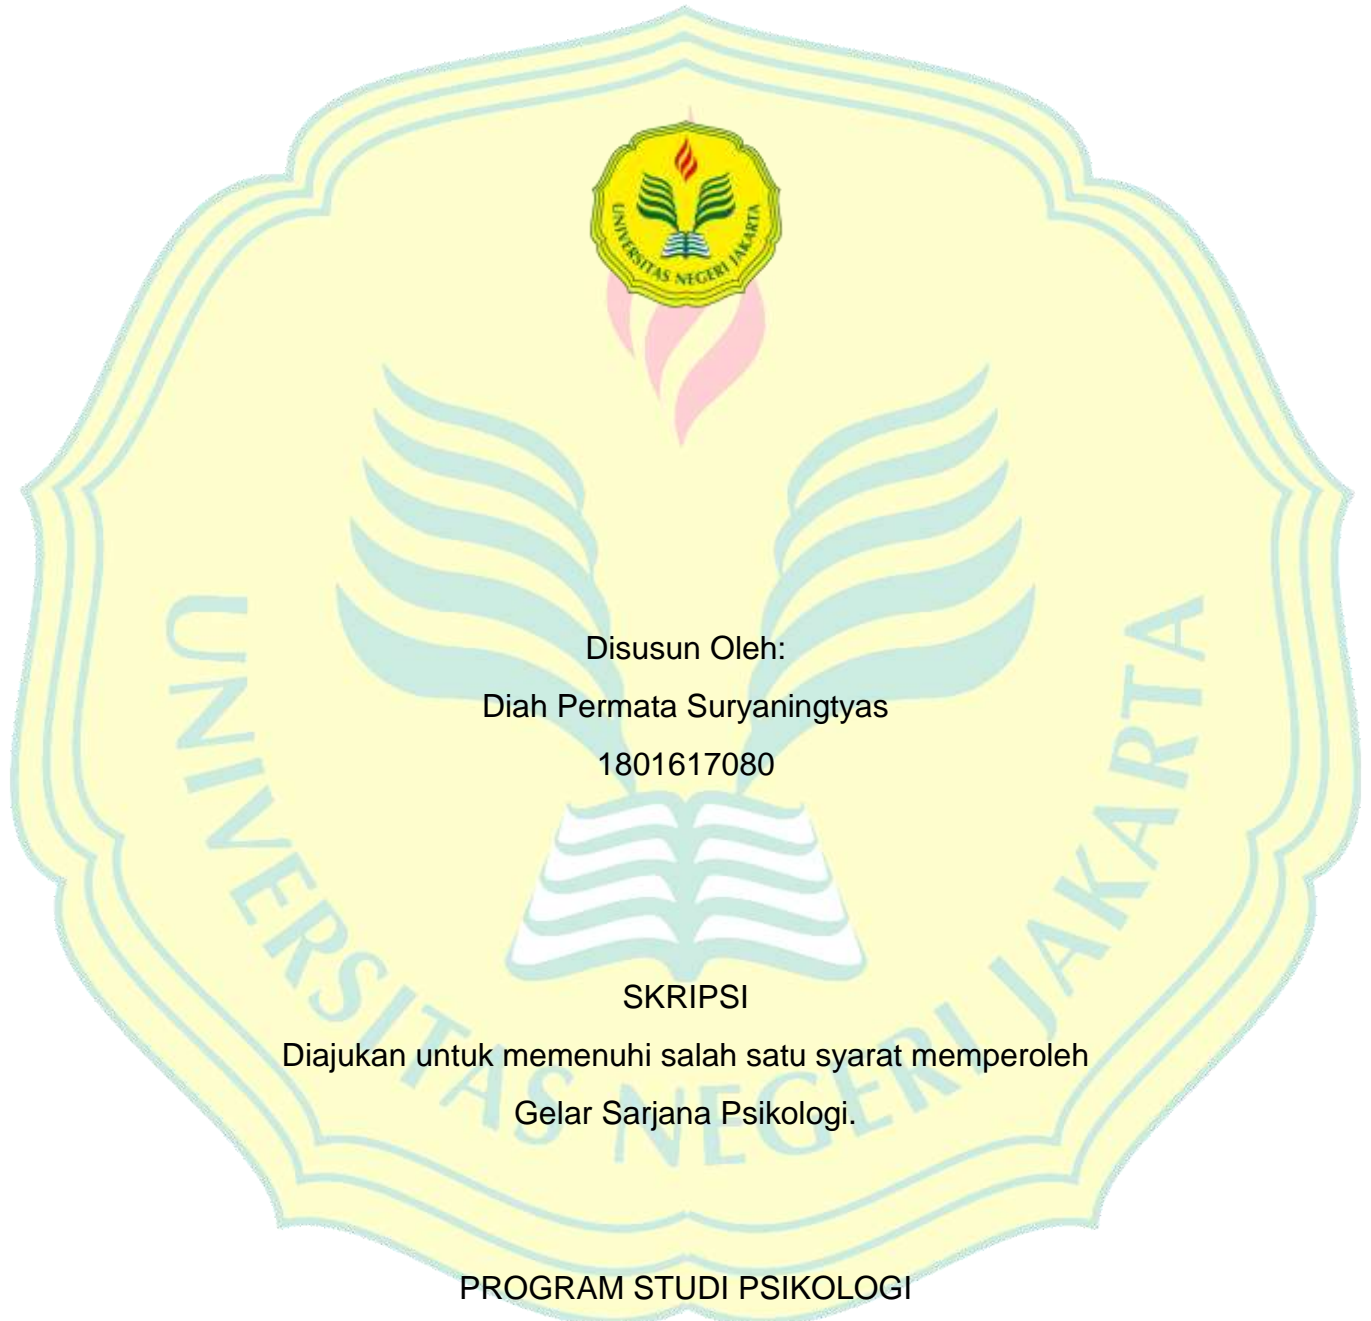 UNIVERSITAS NEGERI JAKARTA
Disusun Oleh:
Diah Permata Suryaningtyas
1801617080
SKRIPSI
Diajukan untuk memenuhi salah satu syarat memperoleh
Gelar Sarjana Psikologi.
PROGRAM STUDI PSIKOLOGI
UNIVERSITAS NEGERI JAKARTA